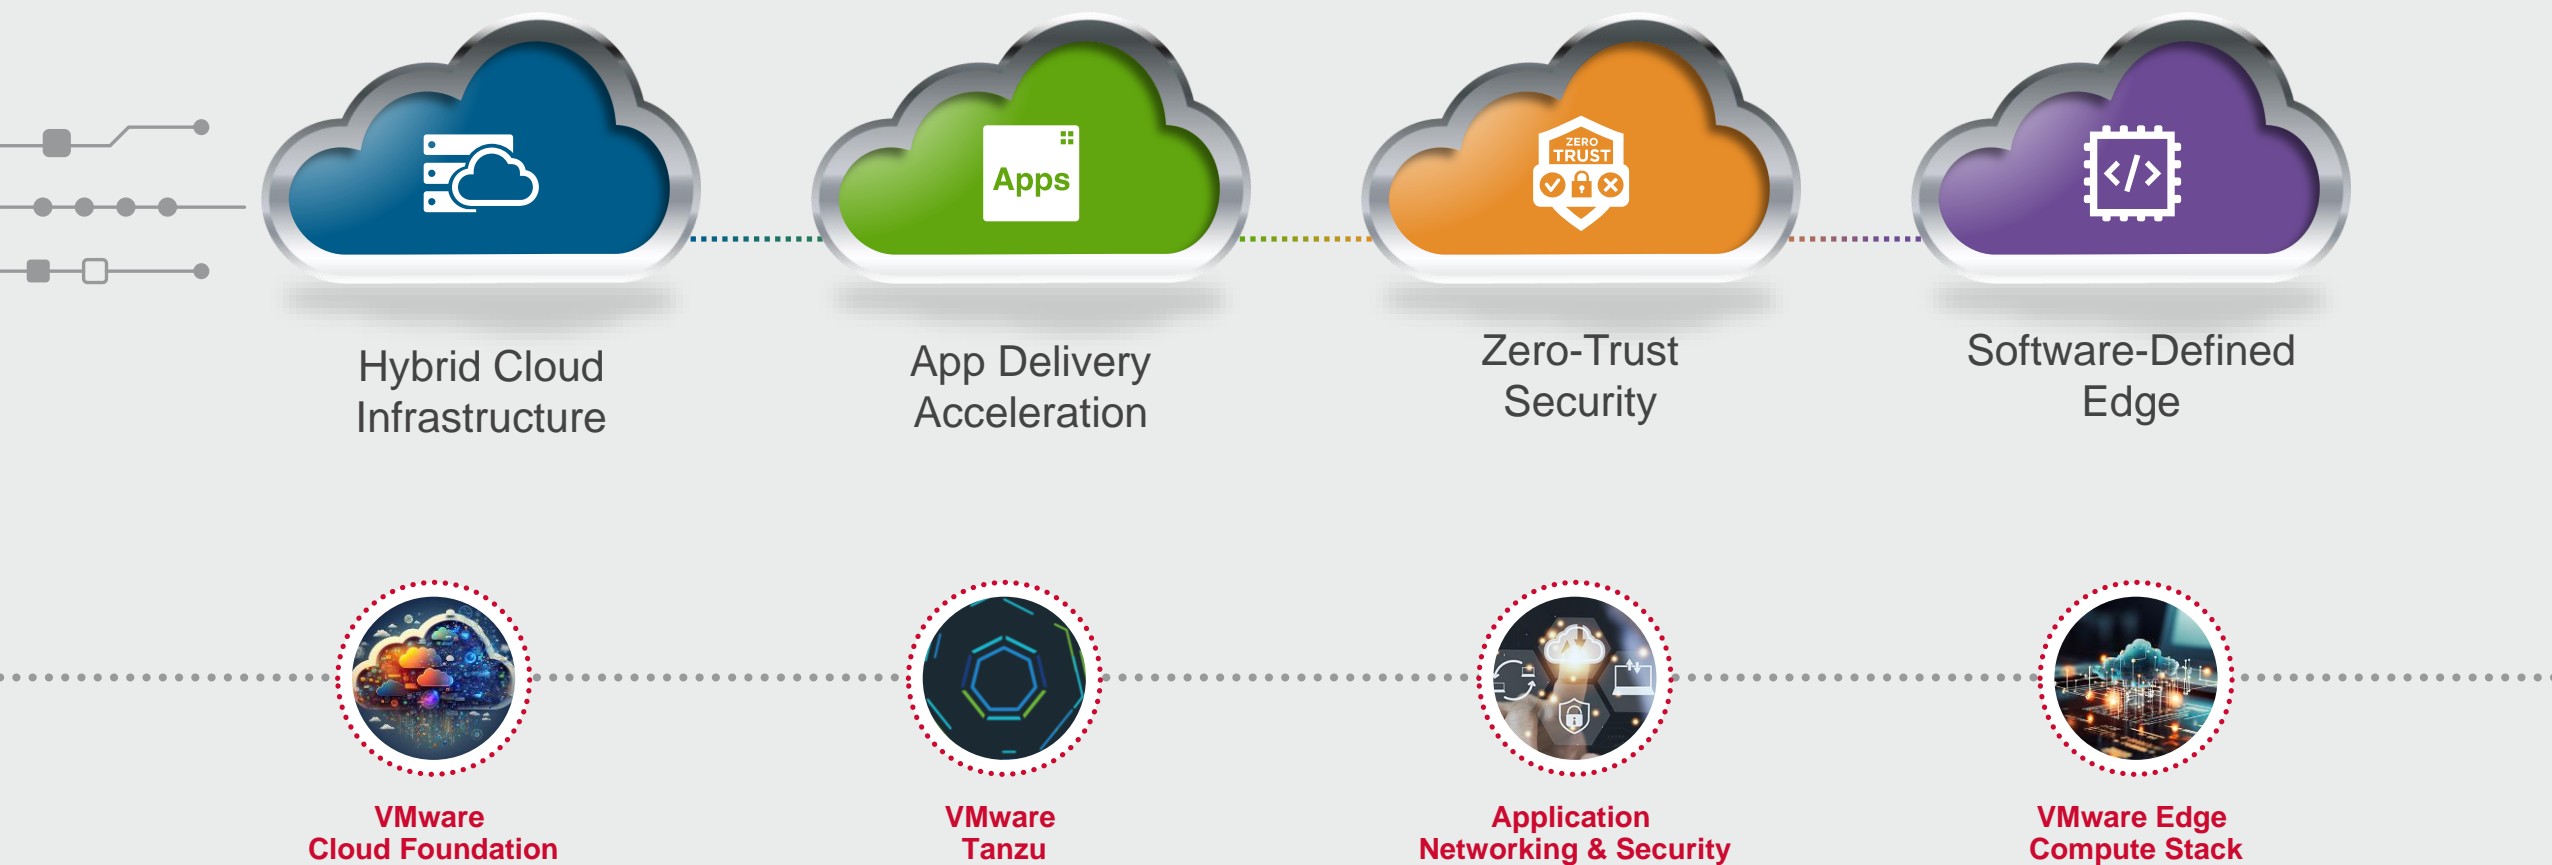 Apps
ZERO
TRUST
</>
Hybrid Cloud
Infrastructure
App Delivery
Acceleration
Zero-Trust
Security
Software-Defined
Edge
VMware
Cloud Foundation
VMware
Tanzu
Application
Networking & Security
VMware Edge
Compute Stack